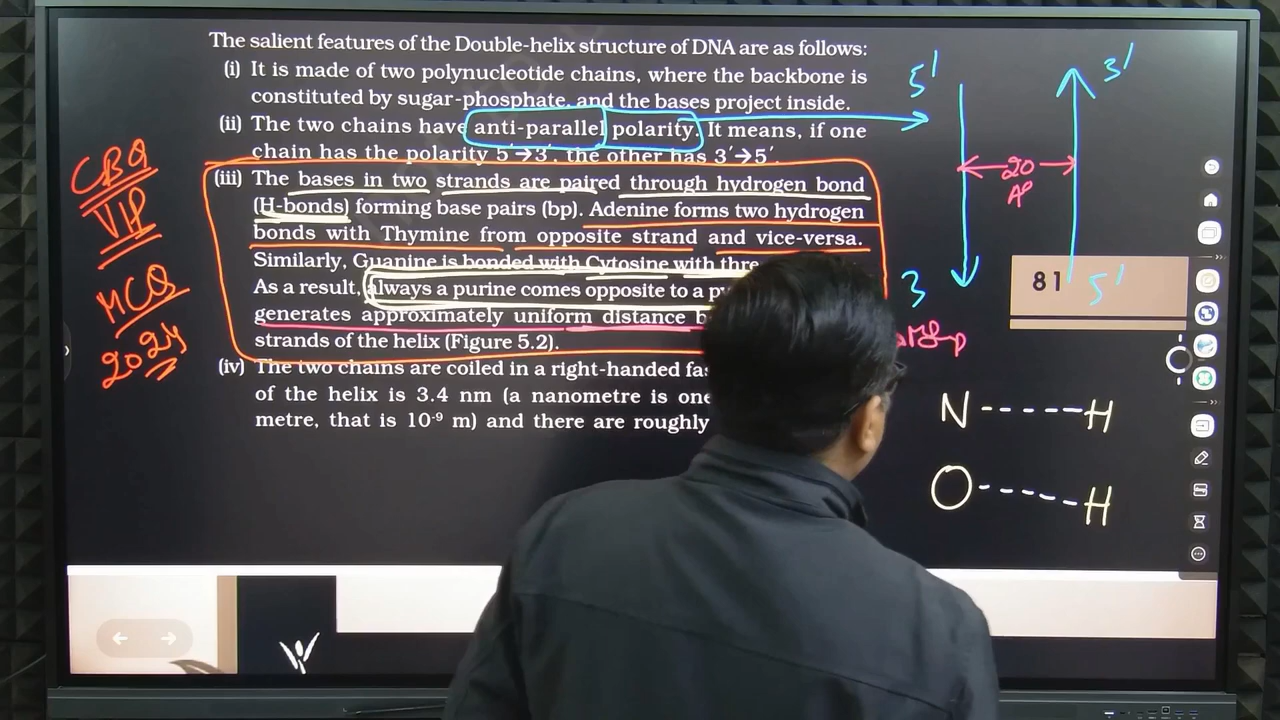 The salient features of the Double-helix structure of DNA are as follows:
(i) It is made of two polynucleotide chains, where the backbone is
constituted by sugar-phosphate, and the bases project inside.
(ii) The two chains have anti-parallel polarity. It means, if one
chain has the polarity 5′→3′, the other has 3′→5′.
(iii) The bases in two strands are paired through hydrogen bond
(H-bonds) forming base pairs (bp). Adenine forms two hydrogen
bonds with Thymine from opposite strand and vice-versa.
Similarly, Guanine is bonded with Cytosine with
As a result, always a purine comes opposite to a
generates approximately uniform distance
strands of the helix (Figure 5.2).
(iv) The two chains are coiled in a right-handed
of the helix is 3.4 nm (a nanometre is one
metre, that is 10⁻⁹ m) and there are roughly
CBQ
VIP
MCQ
2024
5'
3'
20
A°
3
5'
81
N-----H
O-----H